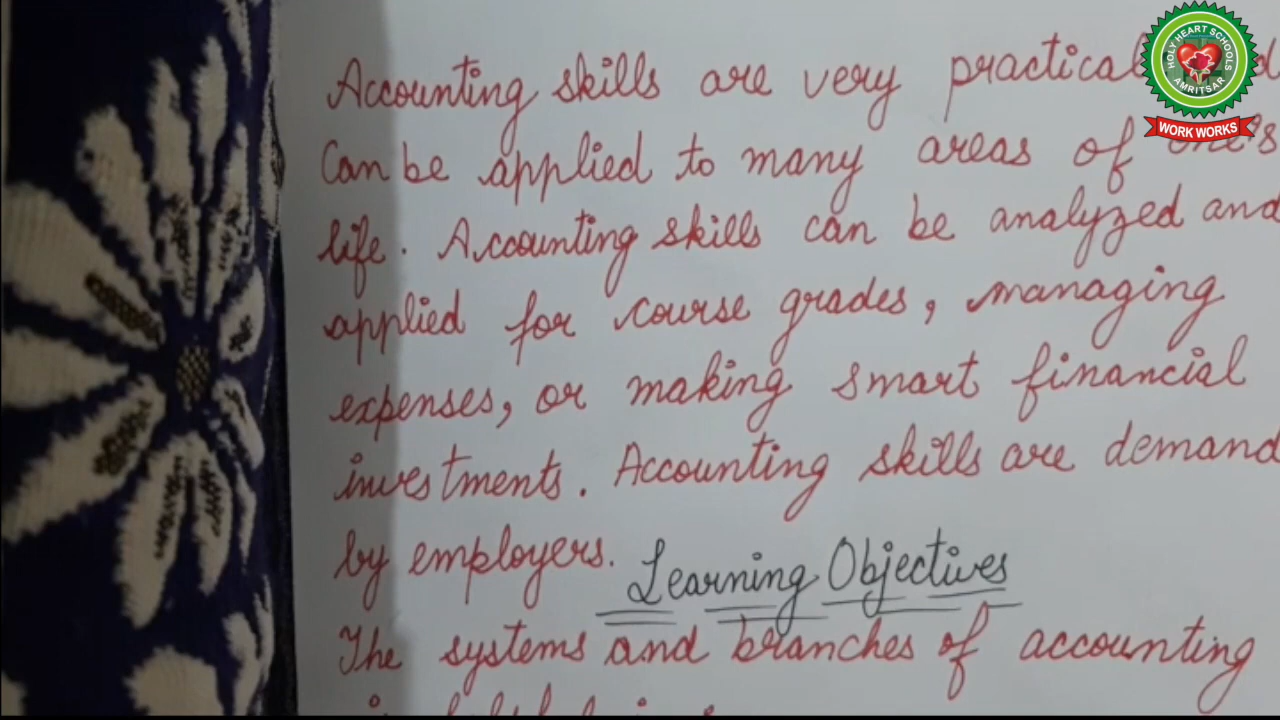 Accounting skills are very practical
can be applied to many areas of one's
life. Accounting skills can be analyzed and
applied for course grades, managing
expenses, or making smart financial
investments. Accounting skills are demand
by employers.
Learning Objectives
The systems and branches of accounting
HOLY HEART SCHOOLS
AMRITSAR
WORK WORKS